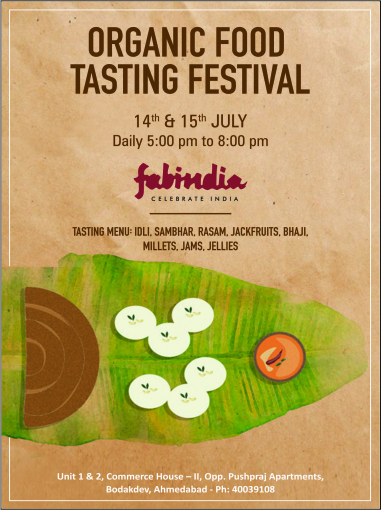 ORGANIC FOOD
TASTING FESTIVAL
14th & 15th JULY
Daily 5:00 pm to 8:00 pm
fabindia
CELEBRATE INDIA
TASTING MENU: IDLI, SAMBHAR, RASAM, JACKFRUITS, BHAJI,
MILLETS, JAMS, JELLIES
Unit 1 & 2, Commerce House – II, Opp. Pushpraj Apartments,
Bodakdev, Ahmedabad - Ph: 40039108